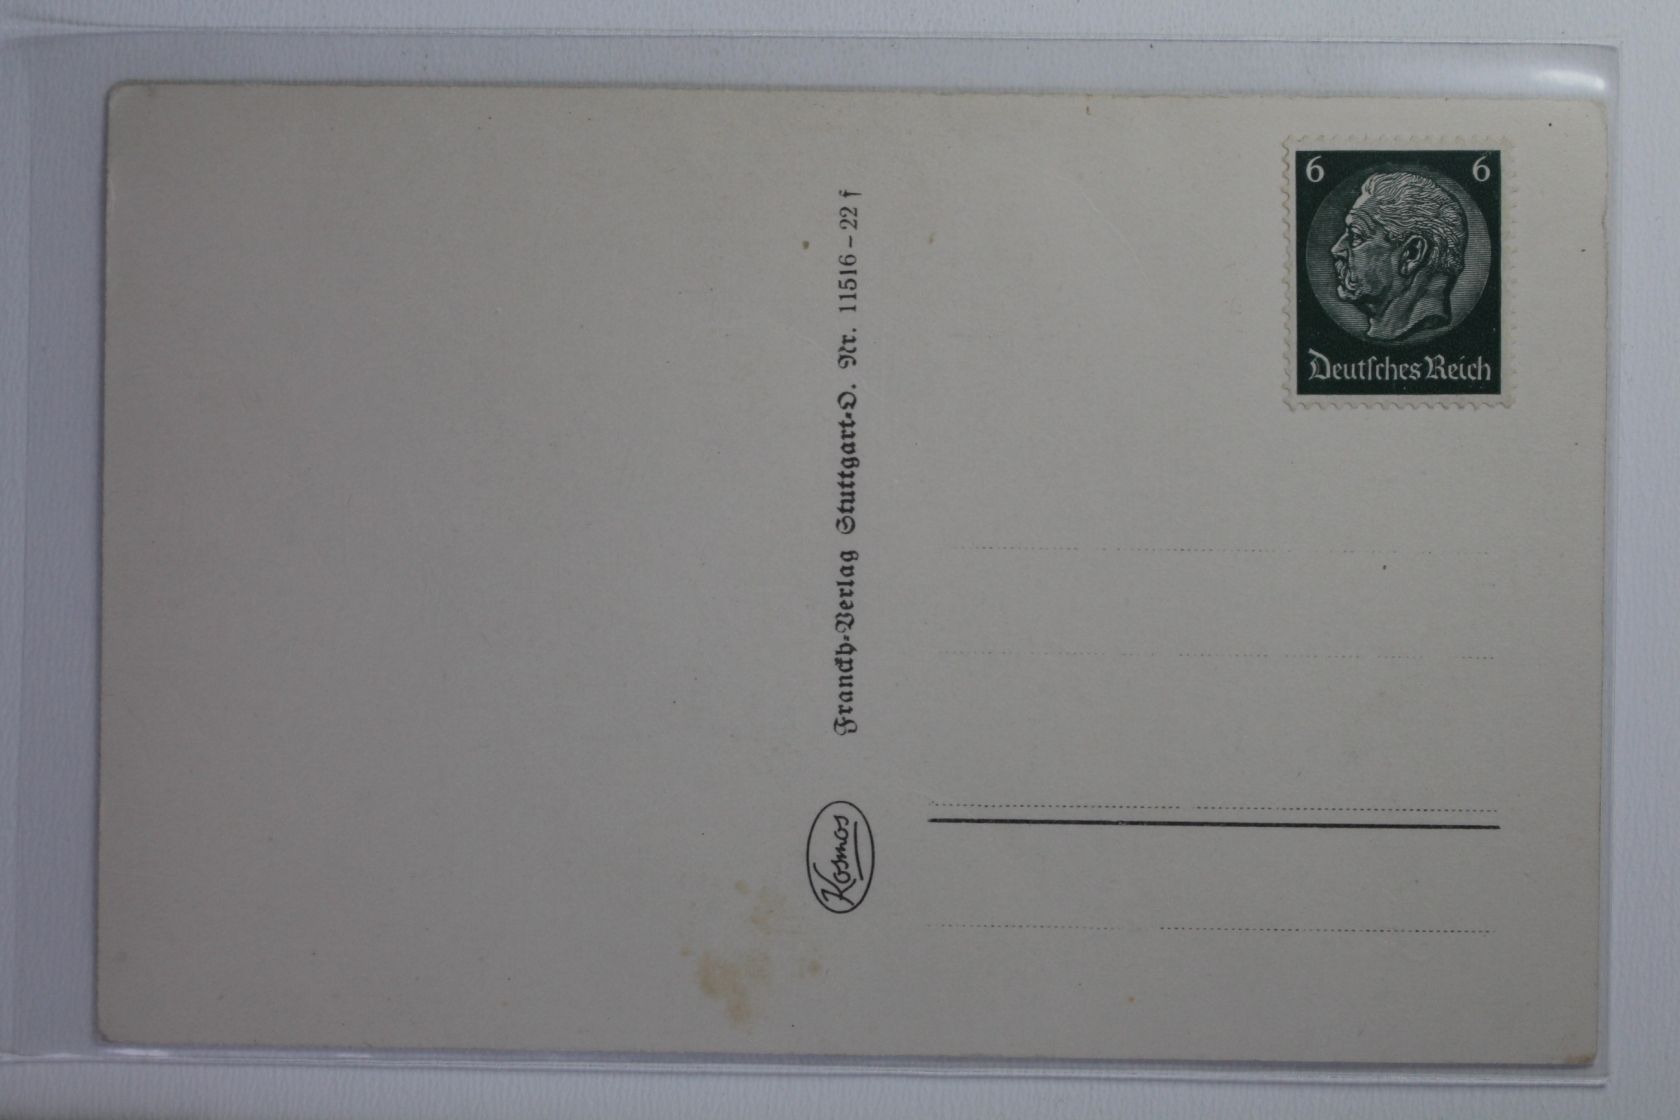 6 6
Deutsches Reich
Franckh-Verlag Stuttgart-O. Nr. 11516–22 f
Kosmos